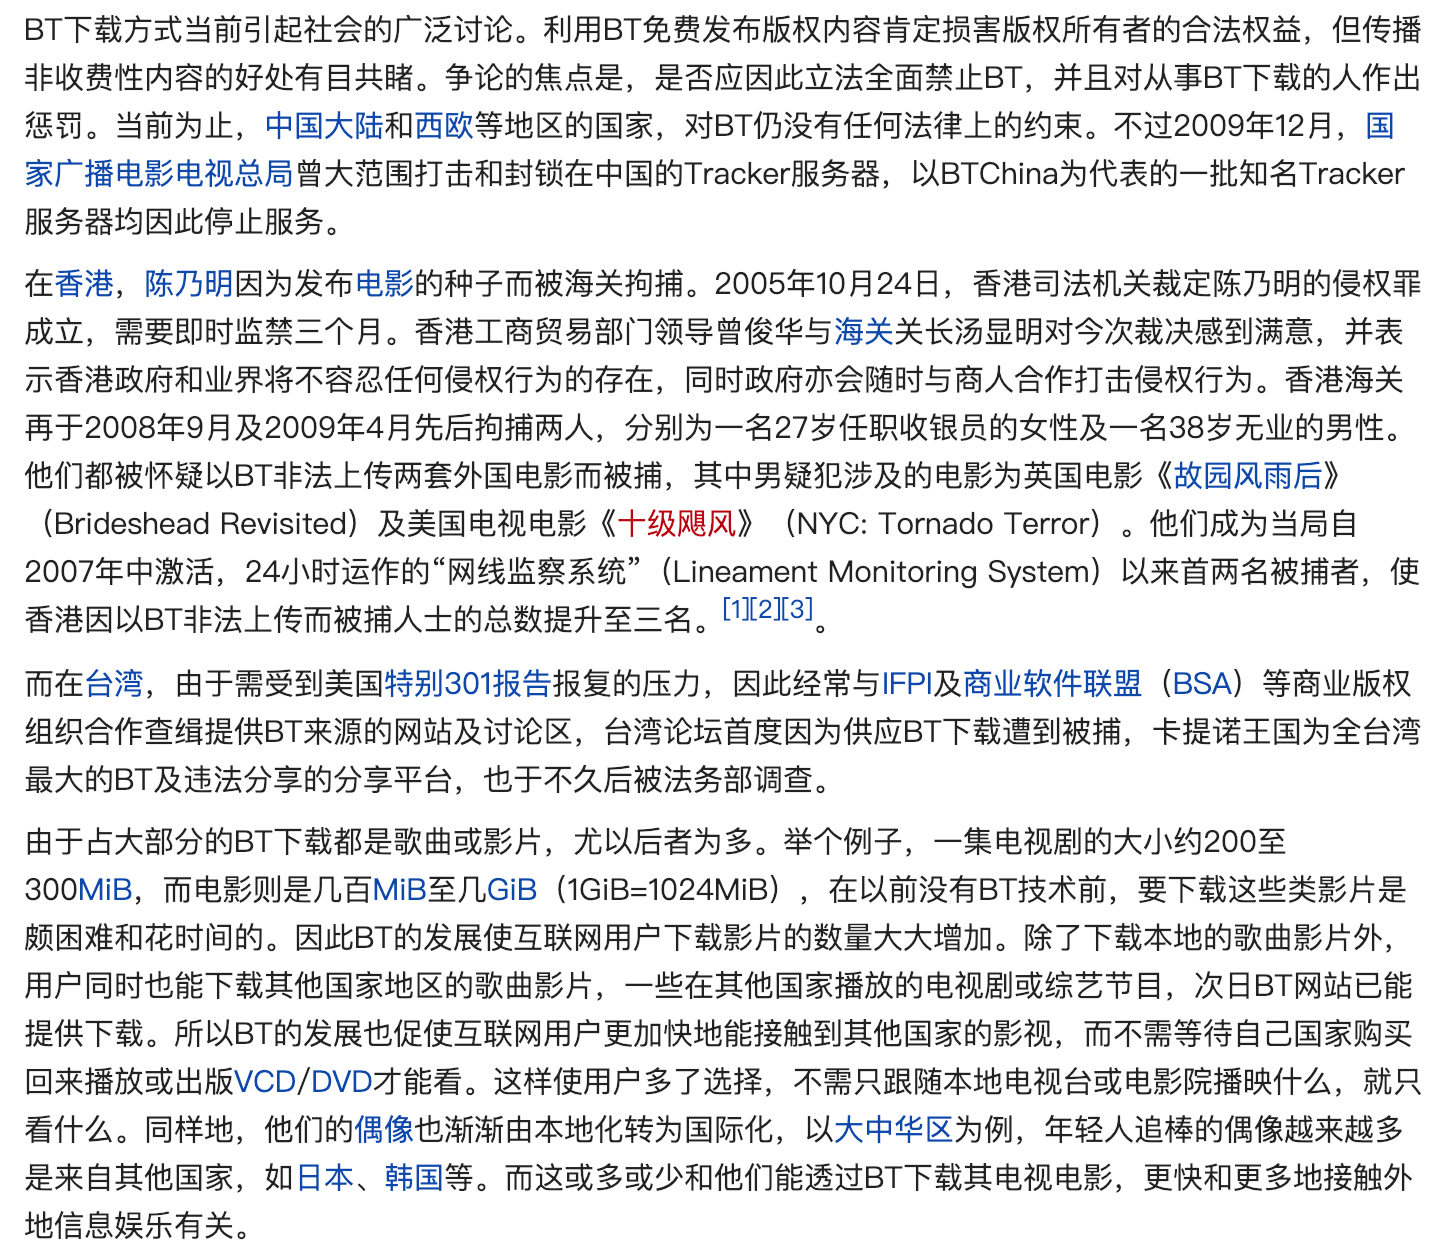 BT下载方式当前引起社会的广泛讨论。利用BT免费发布版权内容肯定损害版权所有者的合法权益，但传播
非收费性内容的好处有目共睹。争论的焦点是，是否应因此立法全面禁止BT，并且对从事BT下载的人作出
惩罚。当前为止，中国大陆和西欧等地区的国家，对BT仍没有任何法律上的约束。不过2009年12月，国
家广播电影电视总局曾大范围打击和封锁在中国的Tracker服务器，以BTChina为代表的一批知名Tracker
服务器均因此停止服务。
在香港，陈乃明因为发布电影的种子而被海关拘捕。2005年10月24日，香港司法机关裁定陈乃明的侵权罪
成立，需要即时监禁三个月。香港工商贸易部门领导曾俊华与海关关长汤显明对今次裁决感到满意，并表
示香港政府和业界将不容忍任何侵权行为的存在，同时政府亦会随时与商人合作打击侵权行为。香港海关
再于2008年9月及2009年4月先后拘捕两人，分别为一名27岁任职收银员的女性及一名38岁无业的男性。
他们都被怀疑以BT非法上传两套外国电影而被捕，其中男疑犯涉及的电影为英国电影《故园风雨后》
（Brideshead Revisited）及美国电视电影《十级飓风》（NYC: Tornado Terror）。他们成为当局自
2007年中激活，24小时运作的“网线监察系统”（Lineament Monitoring System）以来首两名被捕者，使
香港因以BT非法上传而被捕人士的总数提升至三名。[1][2][3]。
而在台湾，由于需受到美国特别301报告报复的压力，因此经常与IFPI及商业软件联盟（BSA）等商业版权
组织合作查缉提供BT来源的网站及讨论区，台湾论坛首度因为供应BT下载遭到被捕，卡提诺王国为全台湾
最大的BT及违法分享的分享平台，也于不久后被法务部调查。
由于占大部分的BT下载都是歌曲或影片，尤以后者为多。举个例子，一集电视剧的大小约200至
300MiB，而电影则是几百MiB至几GiB（1GiB=1024MiB），在以前没有BT技术前，要下载这些类影片是
颇困难和花时间的。因此BT的发展使互联网用户下载影片的数量大大增加。除了下载本地的歌曲影片外，
用户同时也能下载其他国家地区的歌曲影片，一些在其他国家播放的电视剧或综艺节目，次日BT网站已能
提供下载。所以BT的发展也促使互联网用户更加快地能接触到其他国家的影视，而不需等待自己国家购买
回来播放或出版VCD/DVD才能看。这样使用户多了选择，不需只跟随本地电视台或电影院播映什么，就只
看什么。同样地，他们的偶像也渐渐由本地化转为国际化，以大中华区为例，年轻人追棒的偶像越来越多
是来自其他国家，如日本、韩国等。而这或多或少和他们能透过BT下载其电视电影，更快和更多地接触外
地信息娱乐有关。